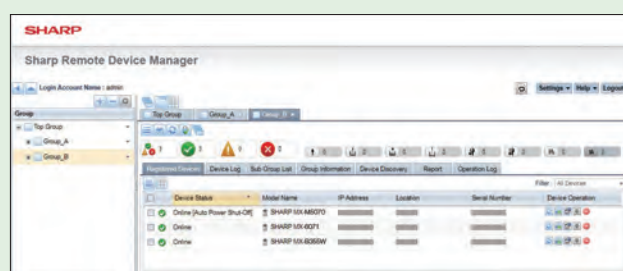 SHARP
Sharp Remote Device Manager
Login Account Name : admin
Settings Help Logout
Group
Top Group Group_A Group_B
Top Group
Group_A
Group_B
Registered Devices Device Log Sub Group List Group Information Device Discovery Report Operation Log
Filter: All Devices
Device Status Model Name IP Address Location Serial Number Device Operation
Online [Auto Power Shut-Off] SHARP MX-M5070
Online SHARP MX-6071
Online